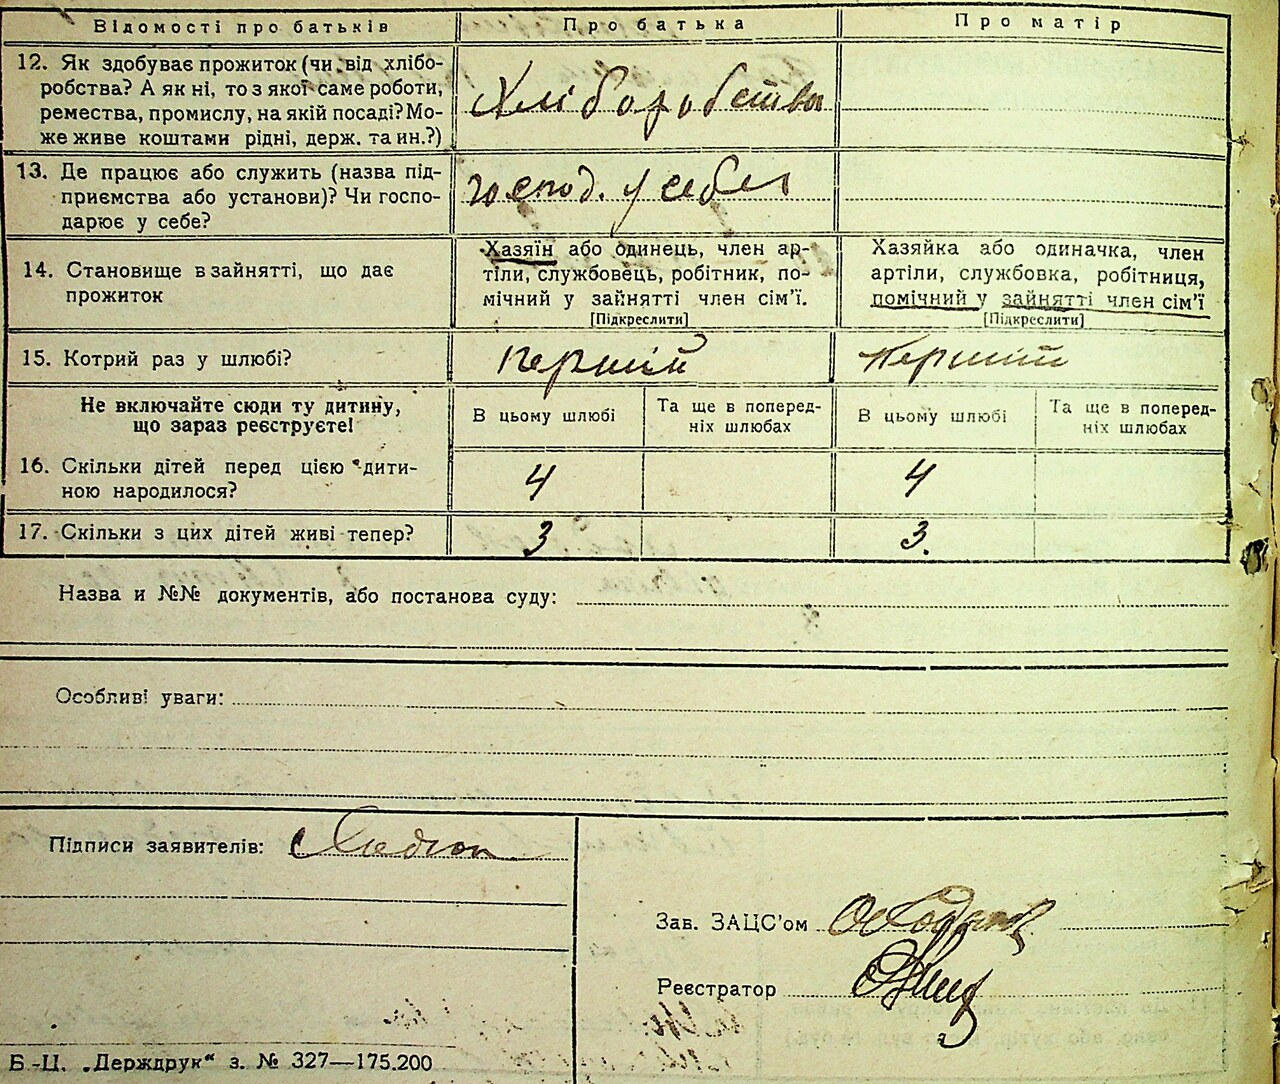 Відомості про батьків Про батька Про матір
12. Як здобуває прожиток (чи від хлібо-
робства? А як ні, то з якої саме роботи,
ремества, промислу, на якій посаді? Мо-
же живе коштами рідні, держ. та ин.?)
Хліборобства
13. Де працює або служить (назва під-
приємства або установи)? Чи госпо-
дарює у себе?
господ. у себе
14. Становище в зайнятті, що дає
прожиток
Хазяїн або одинець, член ар-
тіли, службовець, робітник, по-
мічний у зайнятті член сім'ї.
[Підкреслити]
Хазяйка або одиначка, член
артіли, службовка, робітниця,
помічний у зайнятті член сім'ї
[Підкреслити]
15. Котрий раз у шлюбі? первий первий
Не включайте сюди ту дитину,
що зараз реєструєте!
В цьому шлюбі
Та ще в поперед-
ніх шлюбах
В цьому шлюбі
Та ще в поперед-
ніх шлюбах
16. Скільки дітей перед цією дити-
ною народилося?
4 4
17. Скільки з цих дітей живі тепер? 3 3.
Назва и №№ документів, або постанова суду:
Особливі уваги:
Підписи заявителів:
Зав. ЗАЦС'ом
Реєстратор
Б-Ц. „Держдрук“ з. № 327—175.200